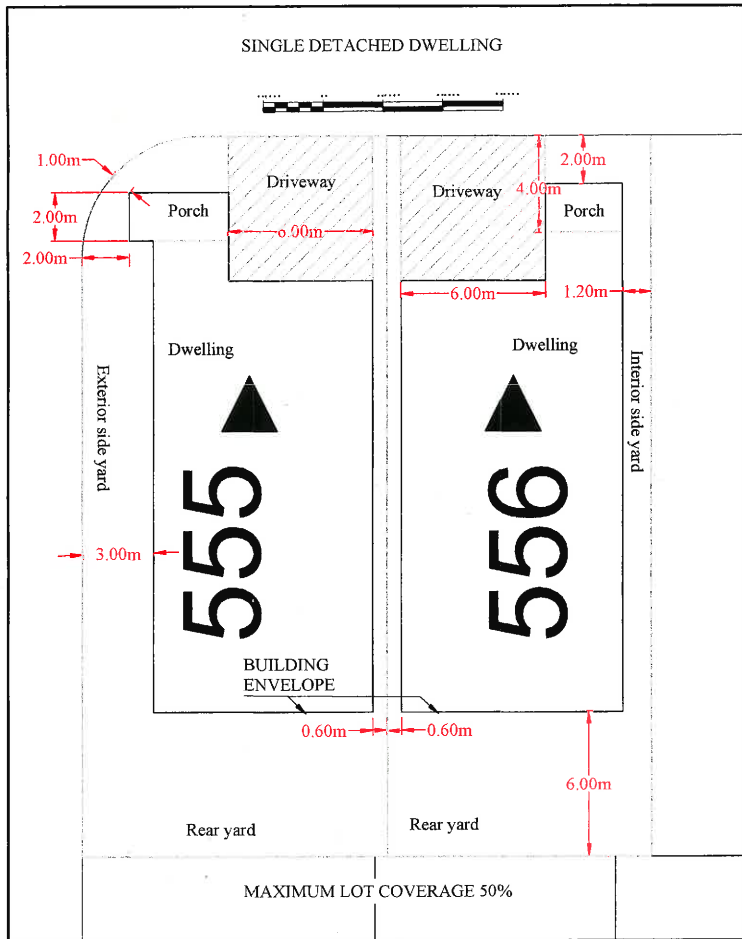 SINGLE DETACHED DWELLING
1.00m
2.00m
2.00m
Porch
Driveway
6.00m
Driveway
4.00m
2.00m
Porch
6.00m
1.20m
Dwelling
Dwelling
Exterior side yard
Interior side yard
555
556
3.00m
BUILDING
ENVELOPE
0.60m
0.60m
6.00m
Rear yard
Rear yard
MAXIMUM LOT COVERAGE 50%